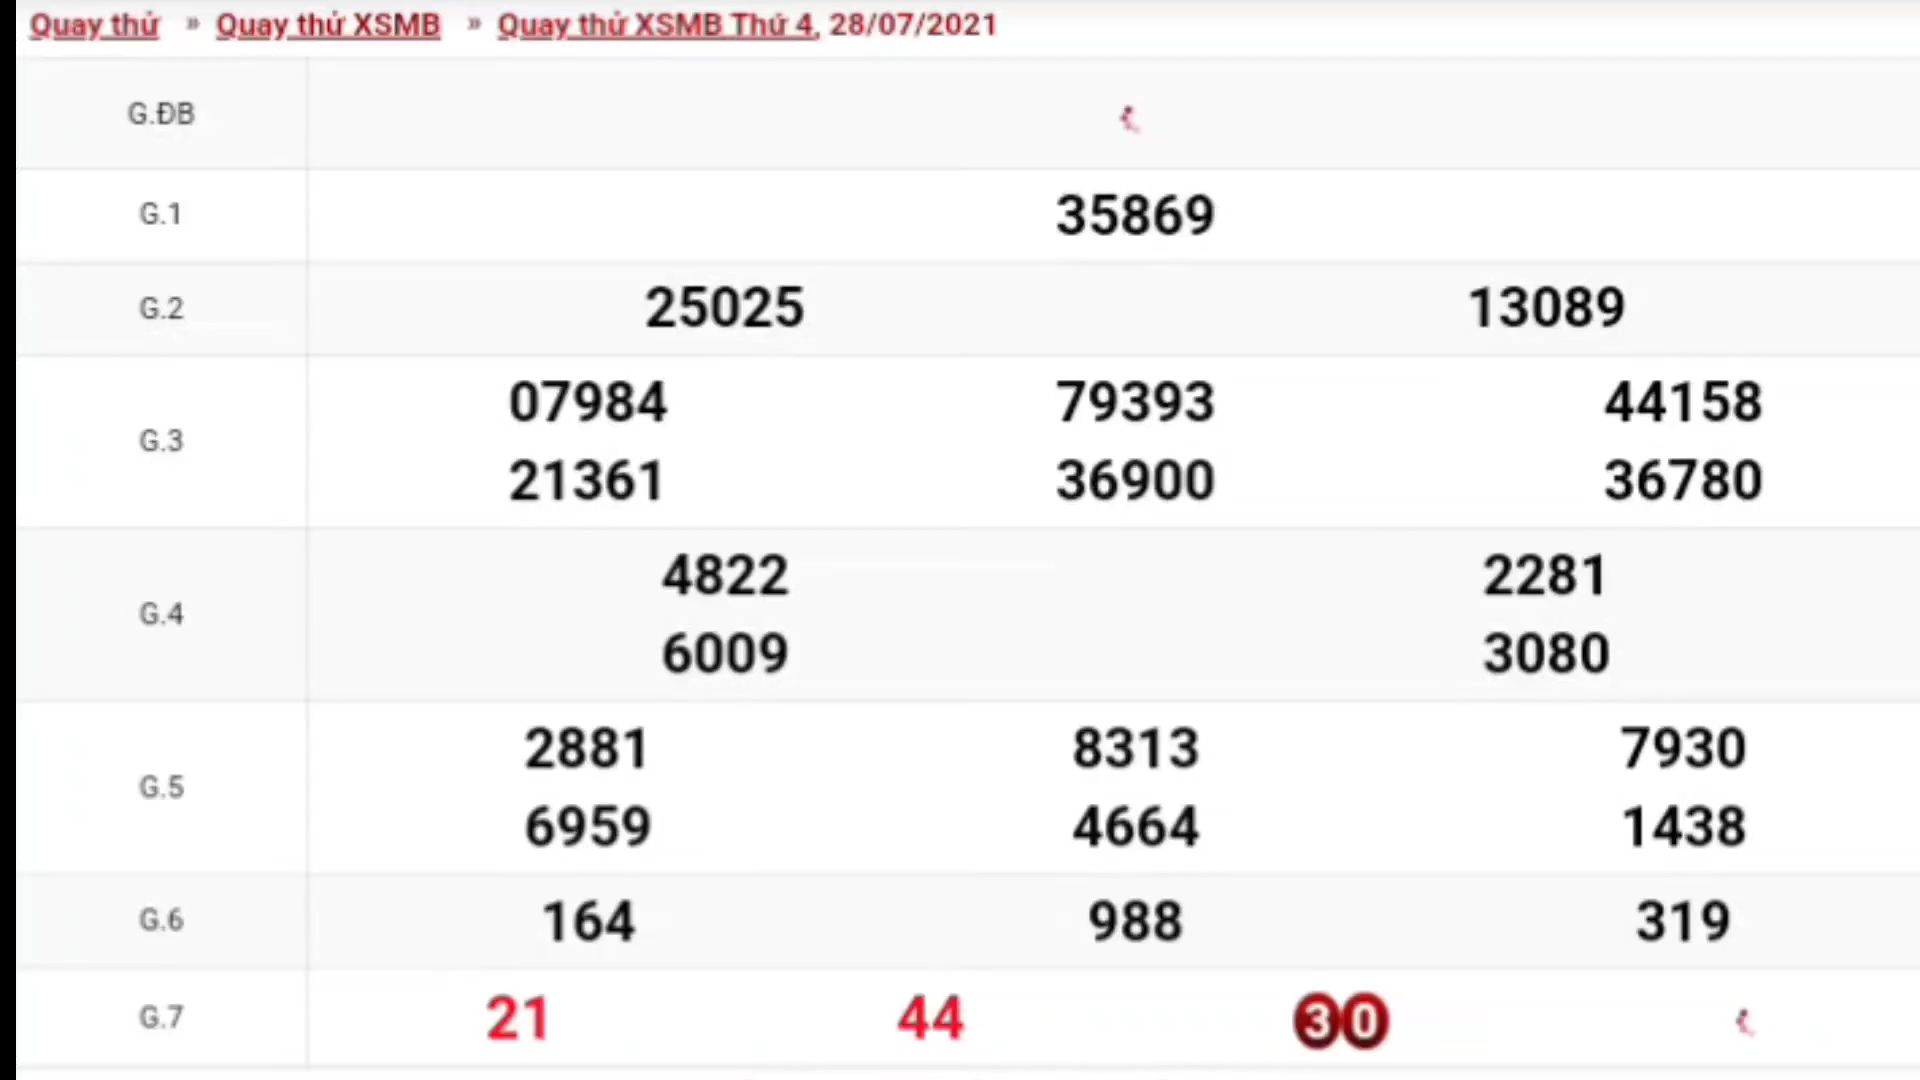 Quay thử » Quay thử XSMB » Quay thử XSMB Thứ 4, 28/07/2021
G.ĐB
G.1 35869
G.2 25025 13089
G.3 07984 79393 44158
21361 36900 36780
G.4 4822 2281
6009 3080
G.5 2881 8313 7930
6959 4664 1438
G.6 164 988 319
G.7 21 44 30